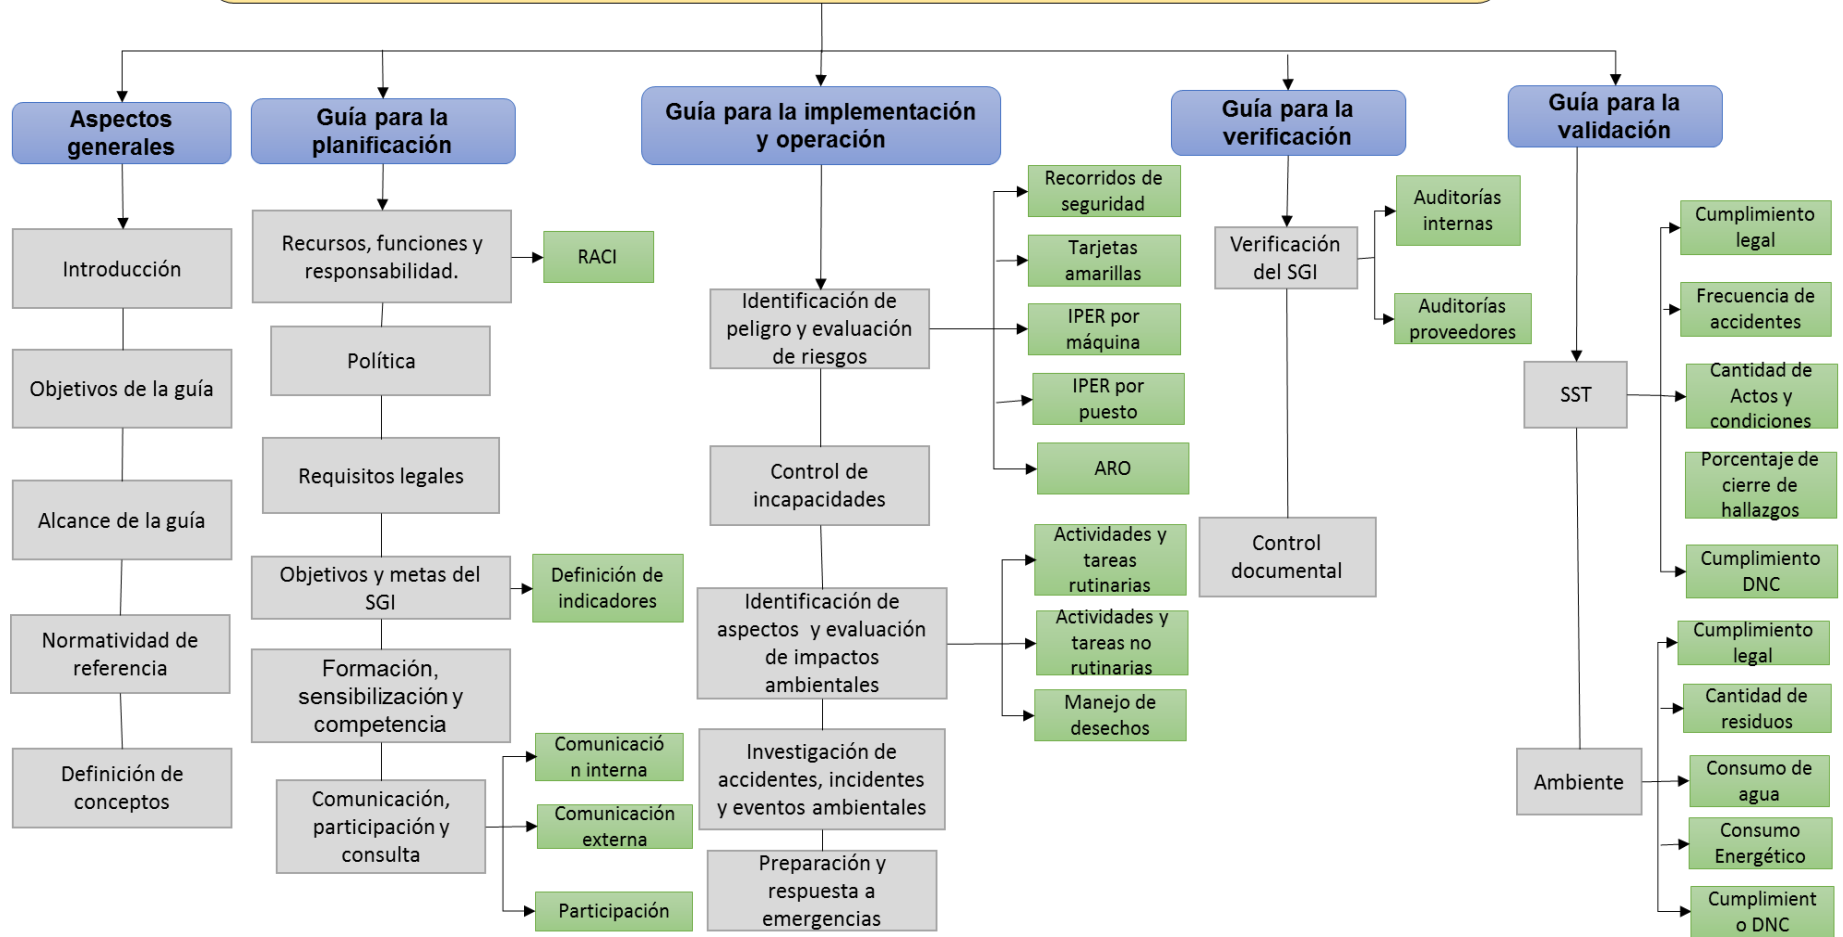 Aspectos
generales
Introducción
Objetivos de la guía
Alcance de la guía
Normatividad de
referencia
Definición de
conceptos
Guía para la
planificación
Recursos, funciones y
responsabilidad.
RACI
Política
Requisitos legales
Objetivos y metas del
SGI
Definición de
indicadores
Formación,
sensibilización y
competencia
Comunicación,
participación y
consulta
Comunicació
n interna
Comunicación
externa
Participación
Guía para la implementación
y operación
Identificación de
peligro y evaluación
de riesgos
Recorridos de
seguridad
Tarjetas
amarillas
IPER por
máquina
IPER por
puesto
ARO
Control de
incapacidades
Identificación de
aspectos y evaluación
de impactos
ambientales
Actividades y
tareas
rutinarias
Actividades y
tareas no
rutinarias
Manejo de
desechos
Investigación de
accidentes, incidentes
y eventos ambientales
Preparación y
respuesta a
emergencias
Guía para la
verificación
Verificación
del SGI
Auditorías
internas
Auditorías
proveedores
Control
documental
Guía para la
validación
SST
Cumplimiento
legal
Frecuencia de
accidentes
Cantidad de
Actos y
condiciones
Porcentaje de
cierre de
hallazgos
Cumplimiento
DNC
Ambiente
Cumplimiento
legal
Cantidad de
residuos
Consumo de
agua
Consumo
Energético
Cumplimient
o DNC